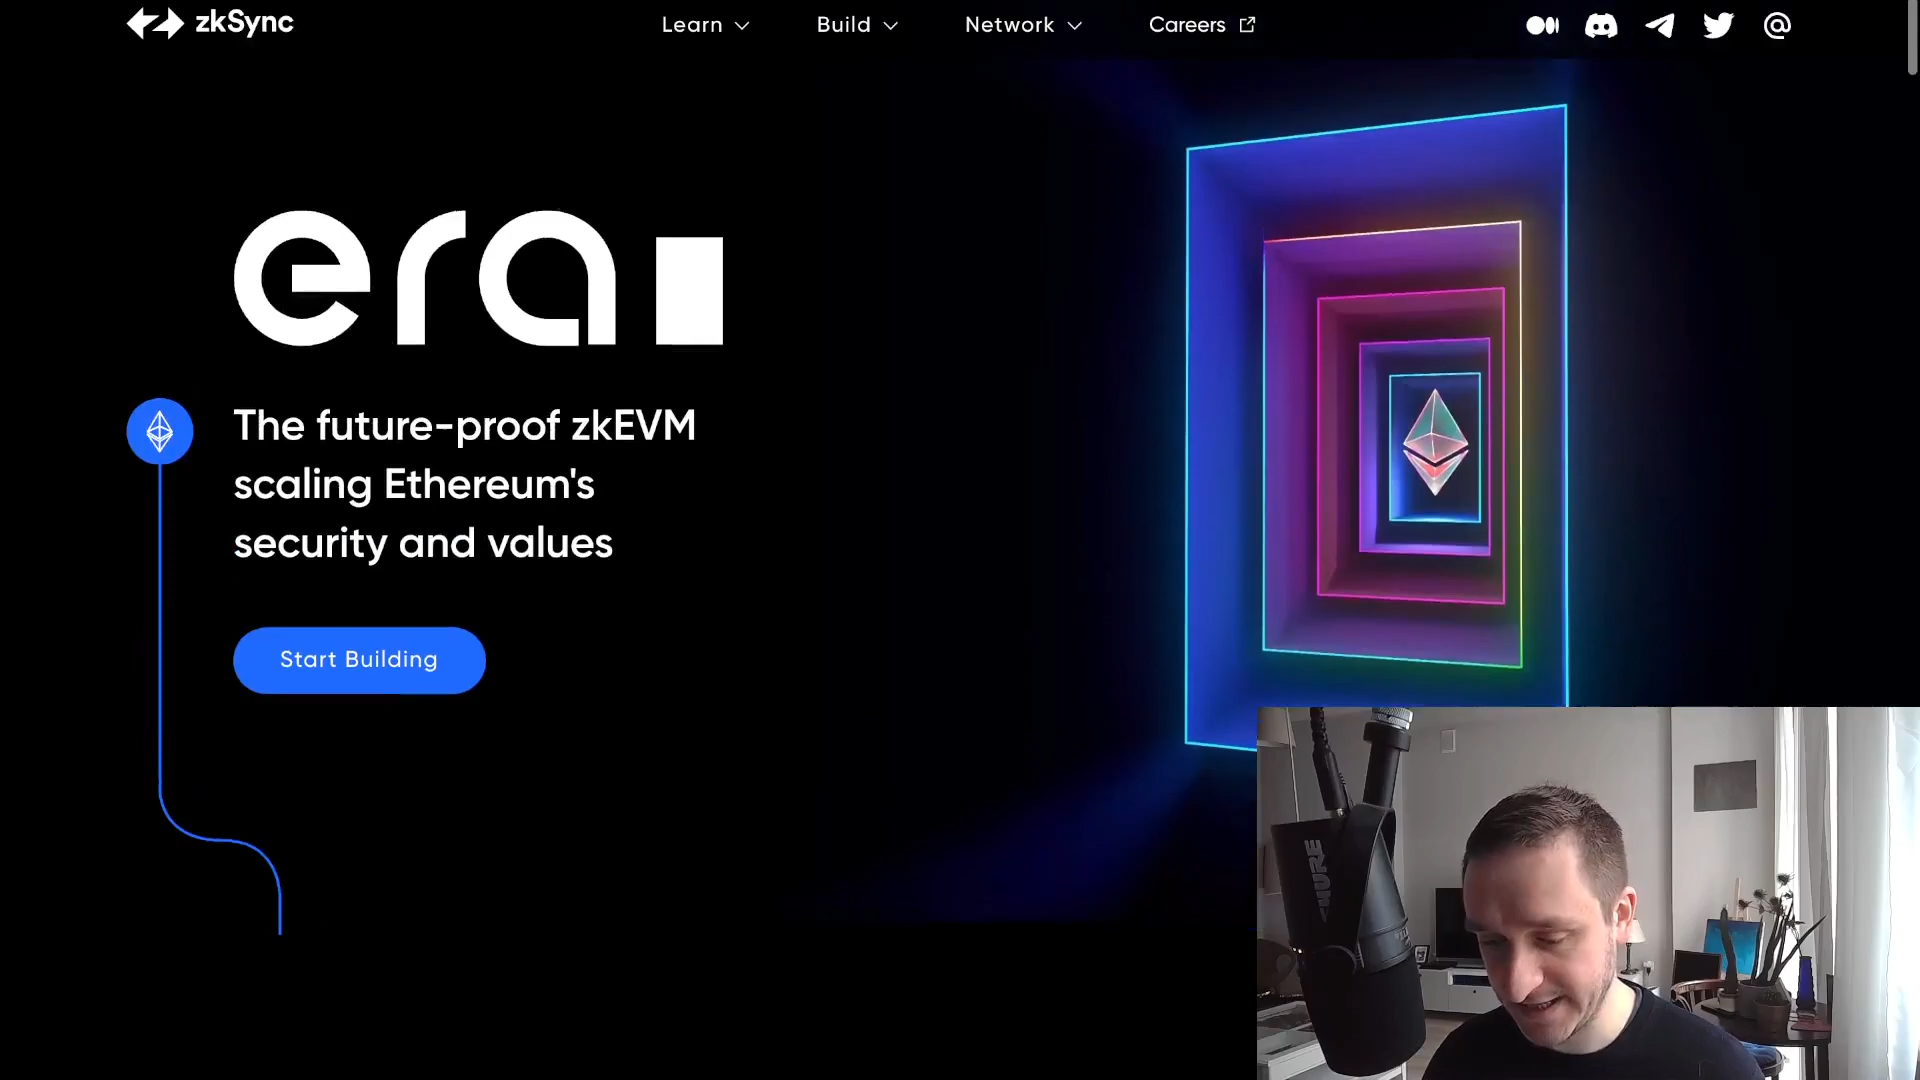 zkSync
Learn
Build
Network
Careers
era
The future-proof zkEVM
scaling Ethereum's
security and values
Start Building